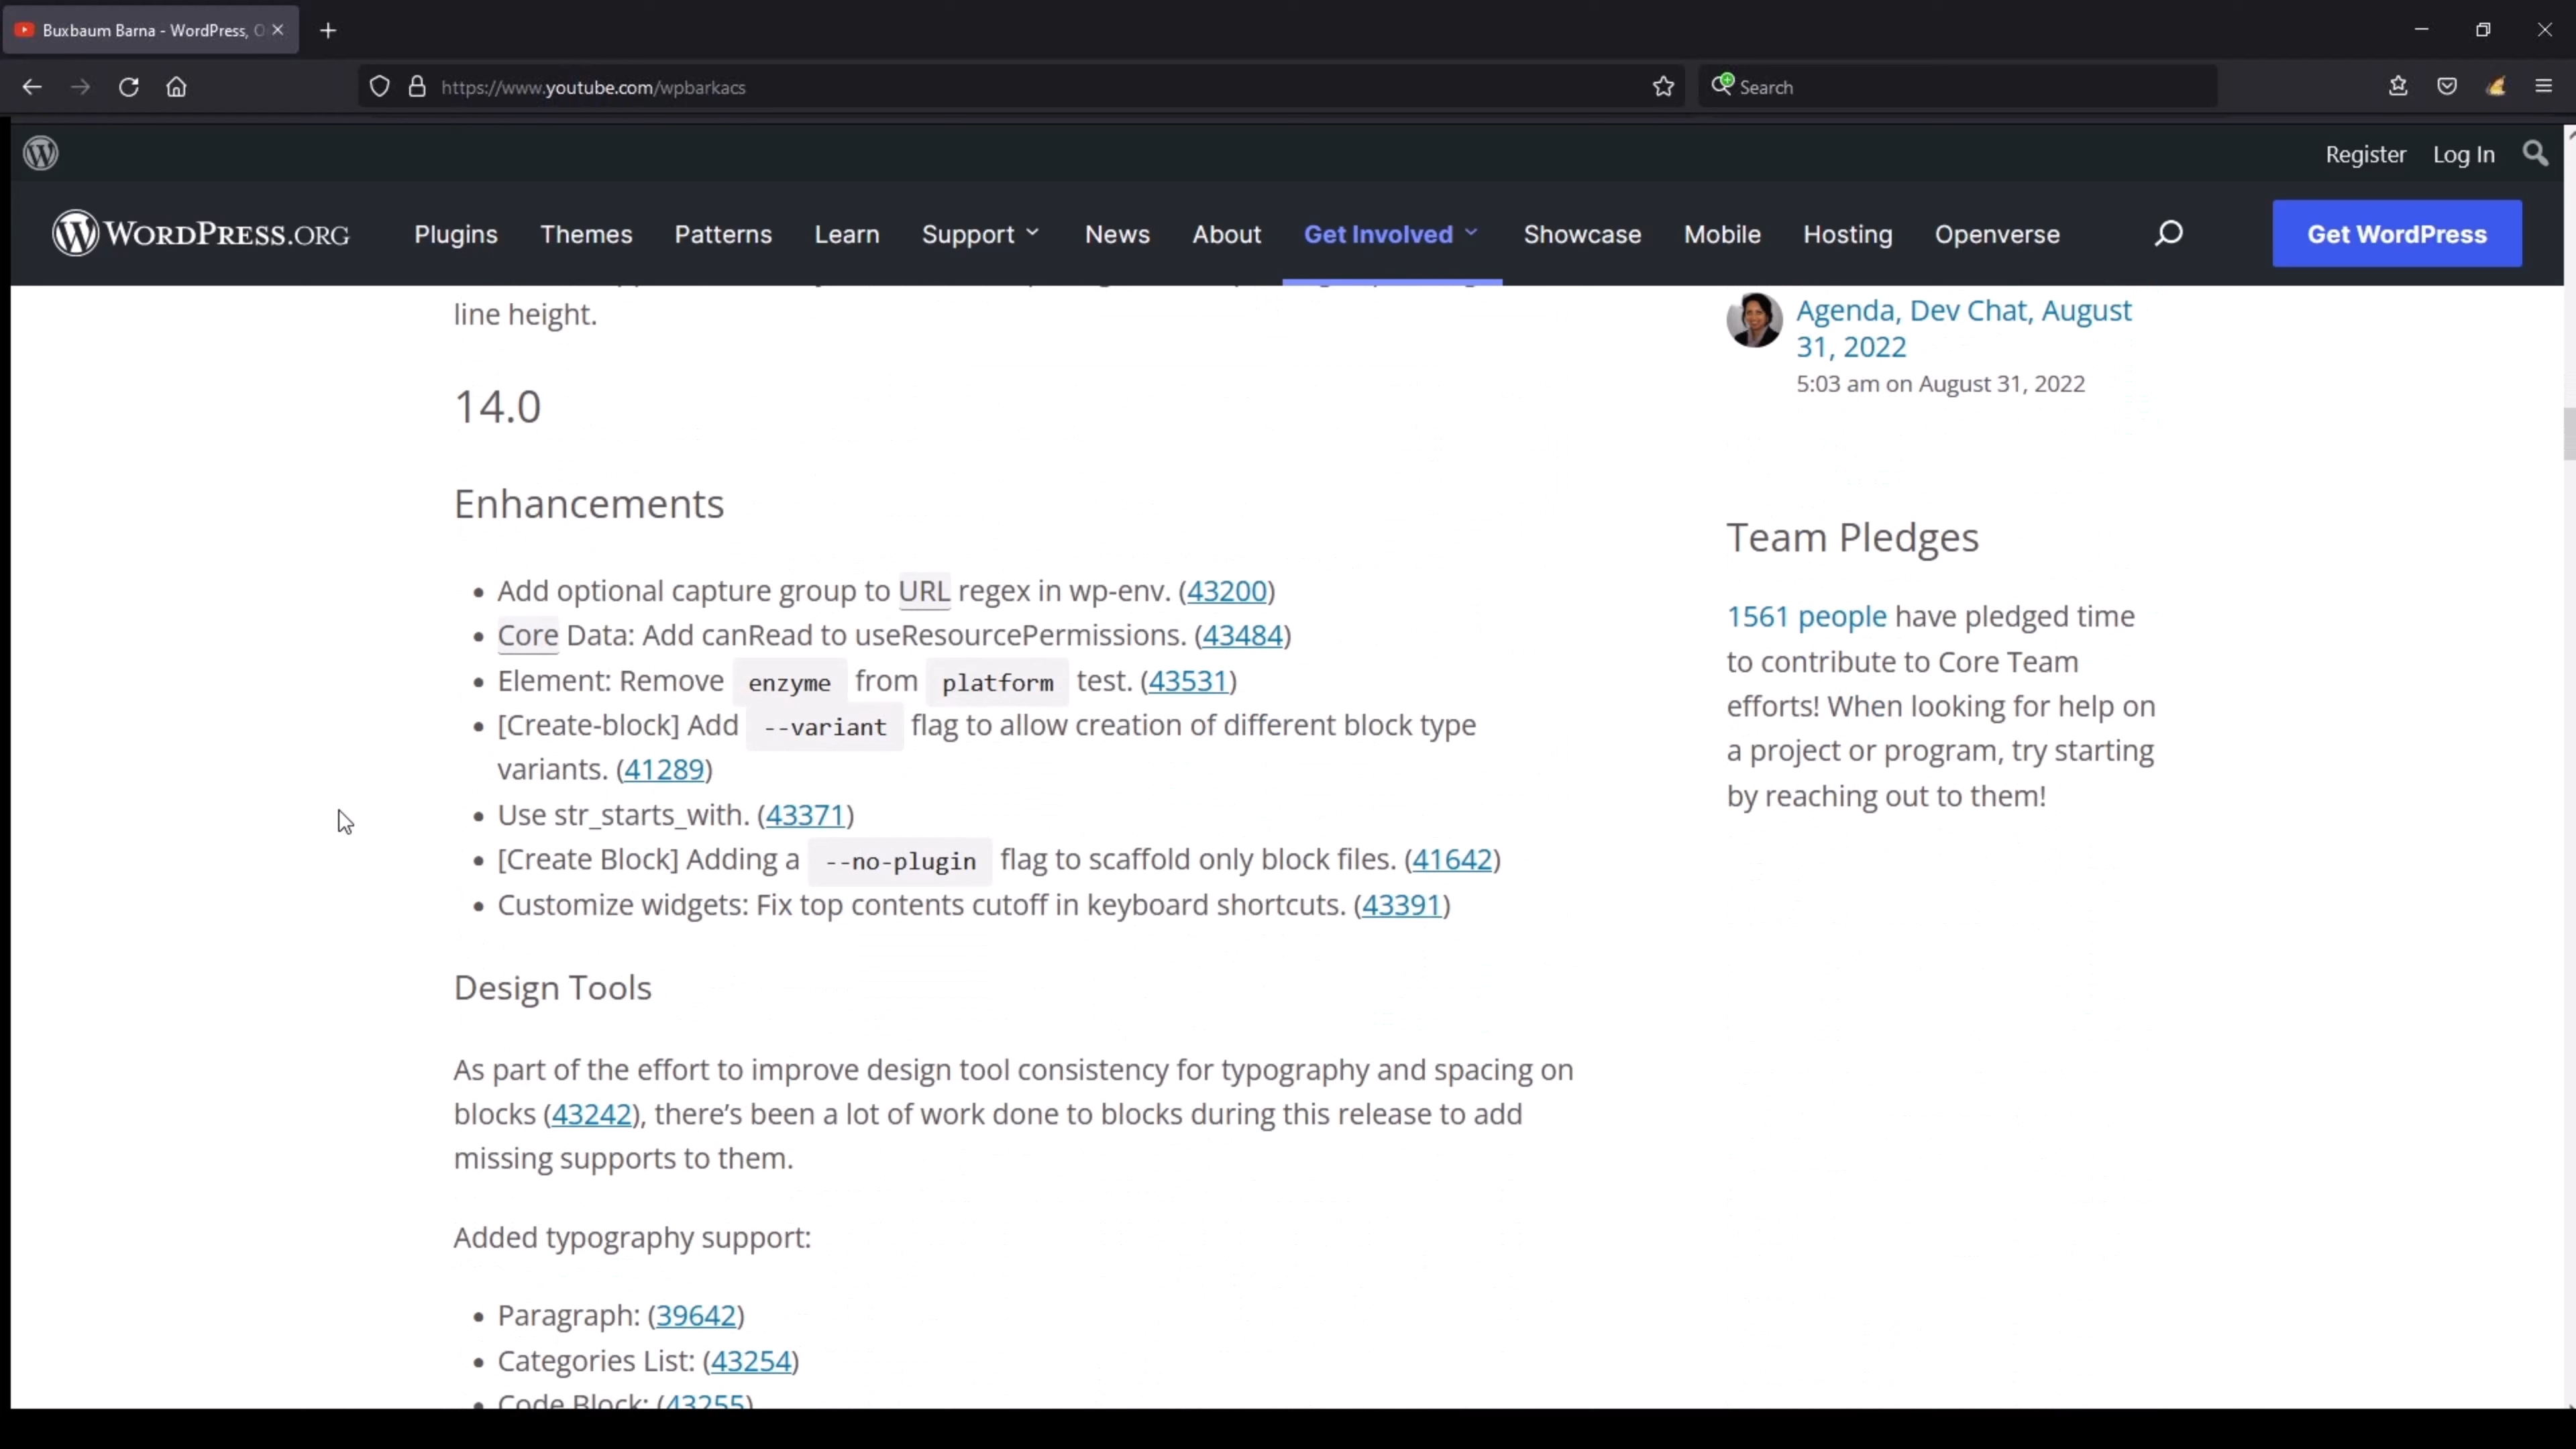 Buxbaum Barna - WordPress, O
https://www.youtube.com/wpbarkacs
Search
Register
Log In
WORDPRESS.ORG
Plugins
Themes
Patterns
Learn
Support
News
About
Get Involved
Showcase
Mobile
Hosting
Openverse
Get WordPress
line height.
14.0
Enhancements
• Add optional capture group to URL regex in wp-env. (43200)
• Core Data: Add canRead to useResourcePermissions. (43484)
• Element: Remove enzyme from platform test. (43531)
• [Create-block] Add --variant flag to allow creation of different block type
variants. (41289)
• Use str_starts_with. (43371)
• [Create Block] Adding a --no-plugin flag to scaffold only block files. (41642)
• Customize widgets: Fix top contents cutoff in keyboard shortcuts. (43391)
Design Tools
As part of the effort to improve design tool consistency for typography and spacing on
blocks (43242), there’s been a lot of work done to blocks during this release to add
missing supports to them.
Added typography support:
• Paragraph: (39642)
• Categories List: (43254)
• Code Block: (43255)
Agenda, Dev Chat, August
31, 2022
5:03 am on August 31, 2022
Team Pledges
1561 people have pledged time
to contribute to Core Team
efforts! When looking for help on
a project or program, try starting
by reaching out to them!